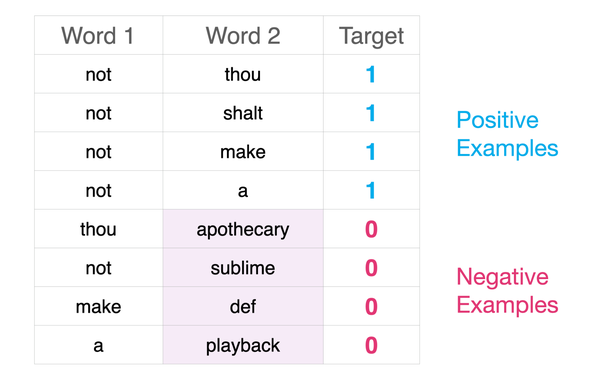 Word 1 Word 2 Target
not thou 1
not shalt 1
not make 1
not a 1
thou apothecary 0
not sublime 0
make def 0
a playback 0
Positive
Examples
Negative
Examples